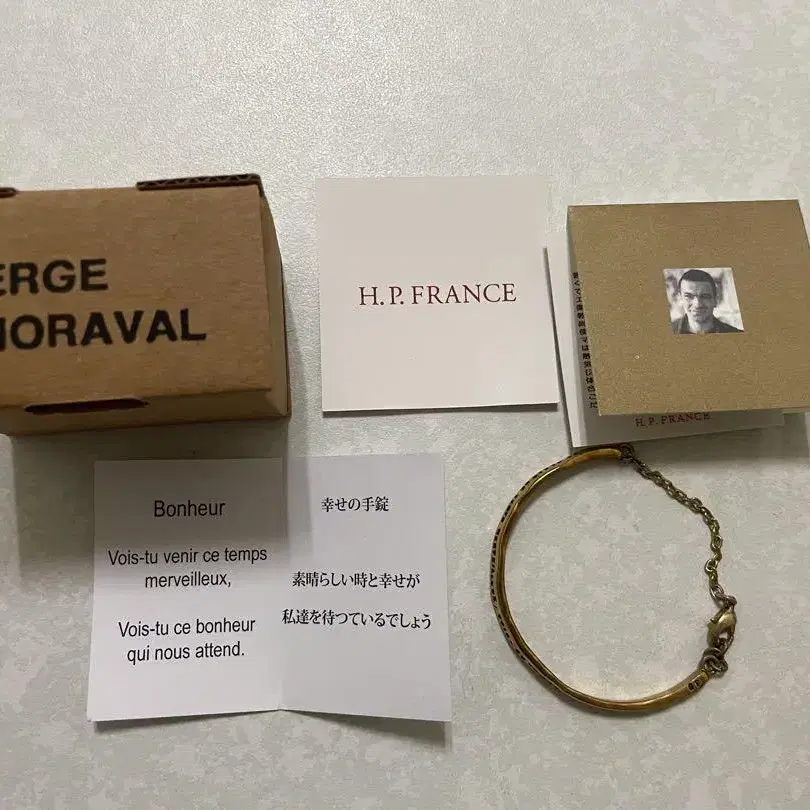 ERGE
MORAVAL
H.P.FRANCE
H.P.FRANCE
Bonheur
Vois-tu venir ce temps
merveilleux,
Vois-tu ce bonheur
qui nous attend.
幸せの手錠
素晴らしい時と幸せが
私達を待つているでしょう